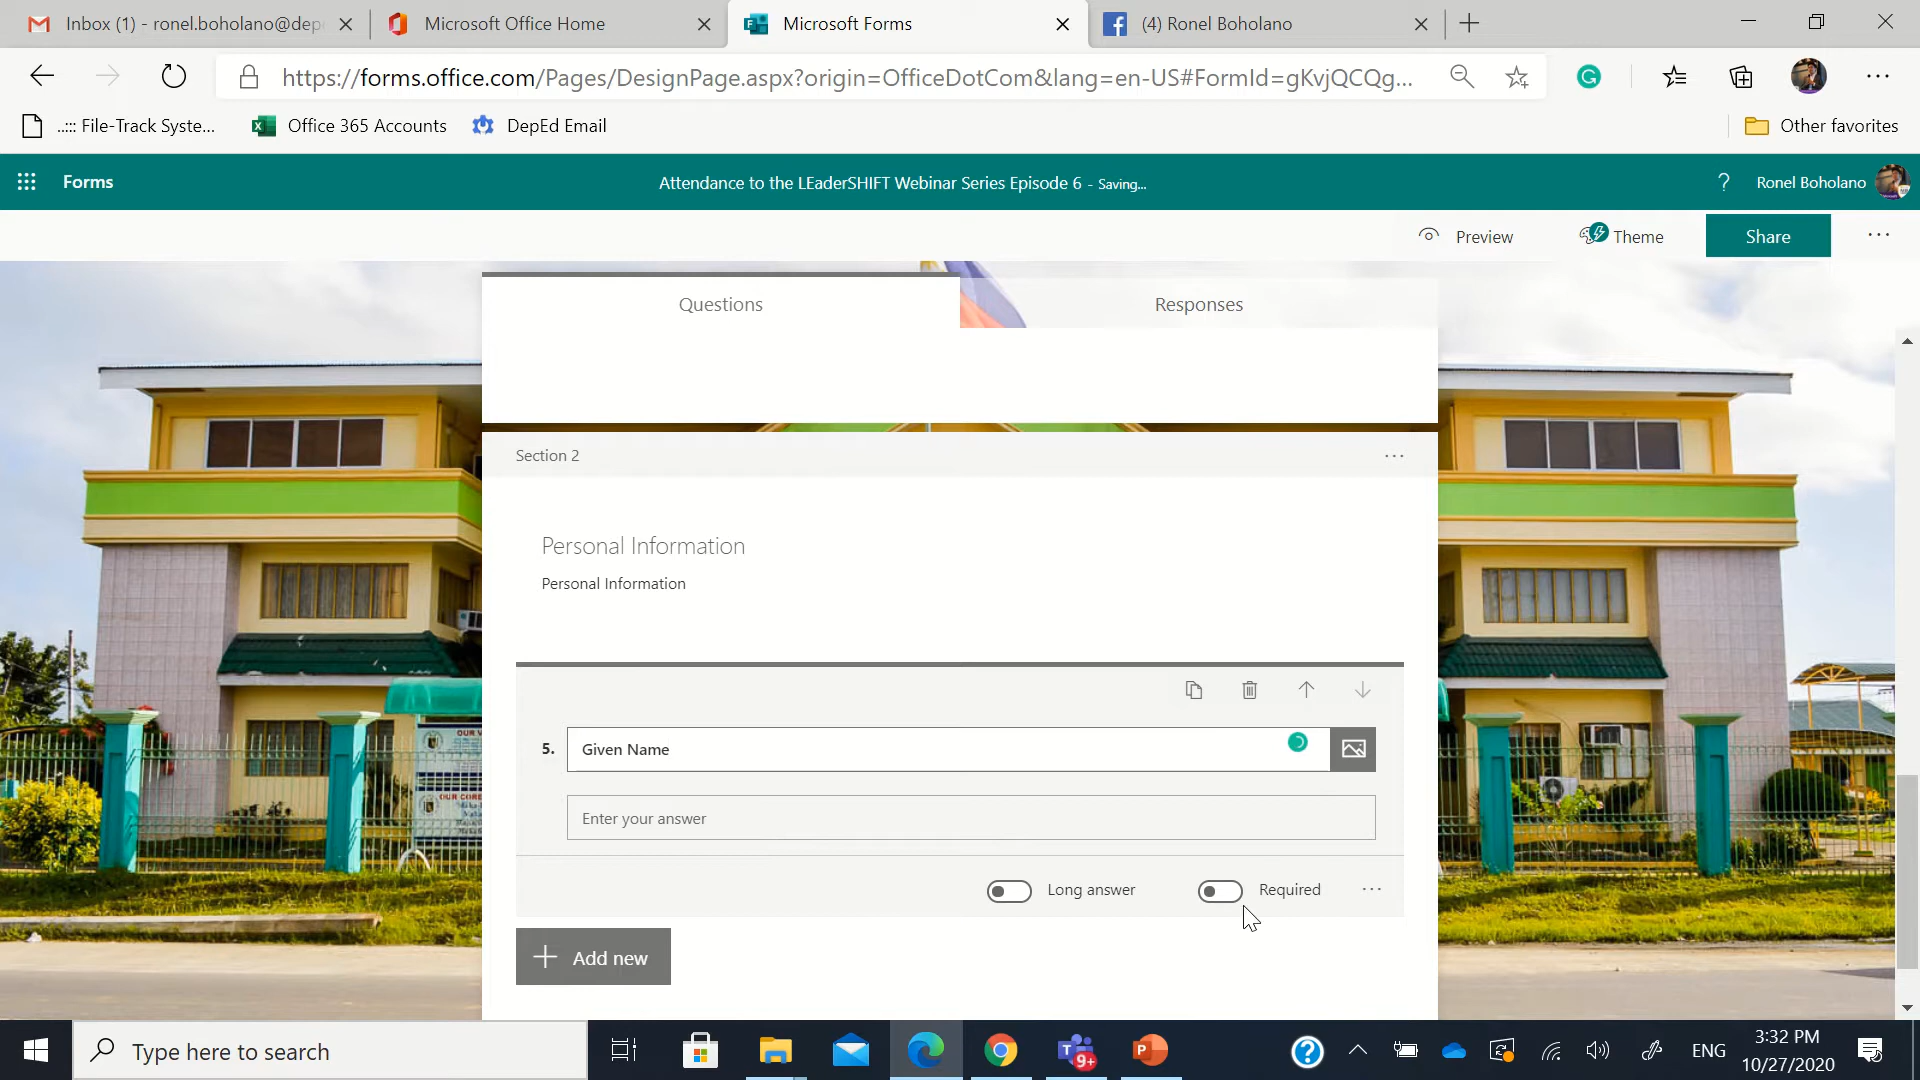 Inbox (1) - ronel.boholano@dep
Microsoft Office Home
Microsoft Forms
(4) Ronel Boholano
https://forms.office.com/Pages/DesignPage.aspx?origin=OfficeDotCom&lang=en-US#FormId=gKvjQCQg...
..::: File-Track Syste...
Office 365 Accounts
DepEd Email
Other favorites
Forms
Attendance to the LEaderSHIFT Webinar Series Episode 6 - Saving...
?
Ronel Boholano
Preview
Theme
Share
Questions
Responses
Section 2
Personal Information
Personal Information
5.
Given Name
Enter your answer
Long answer
Required
Add new
OUR
OUR CORE
Type here to search
9+
ENG
3:32 PM
10/27/2020